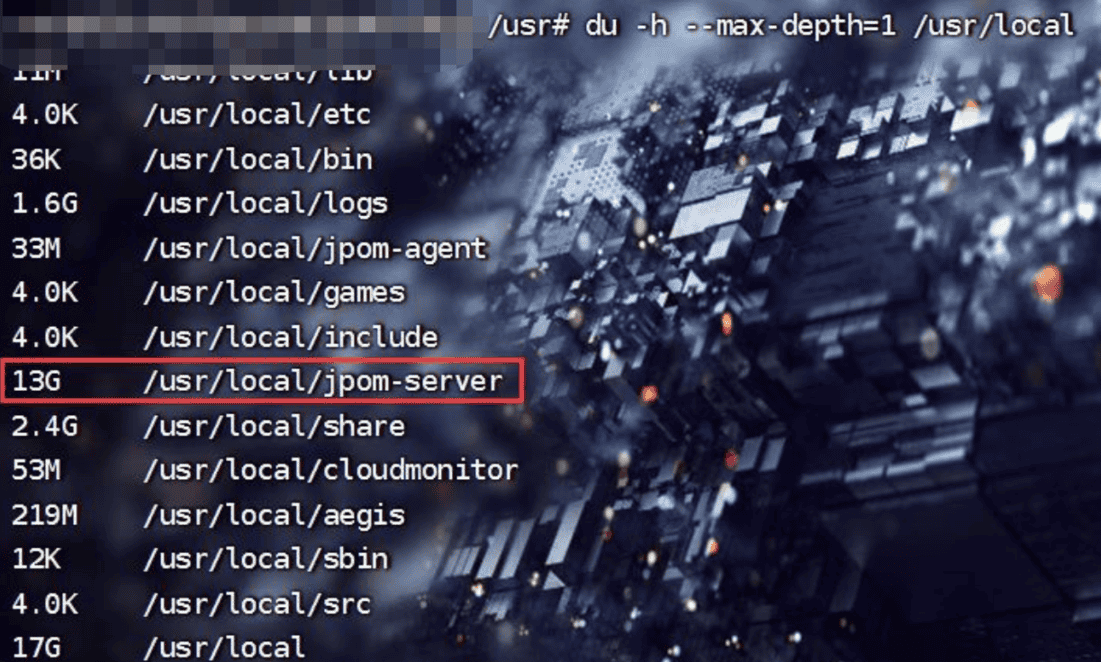 /usr# du -h --max-depth=1 /usr/local
11M /usr/local/lib
4.0K /usr/local/etc
36K /usr/local/bin
1.6G /usr/local/logs
33M /usr/local/jpom-agent
4.0K /usr/local/games
4.0K /usr/local/include
13G /usr/local/jpom-server
2.4G /usr/local/share
53M /usr/local/cloudmonitor
219M /usr/local/aegis
12K /usr/local/sbin
4.0K /usr/local/src
17G /usr/local